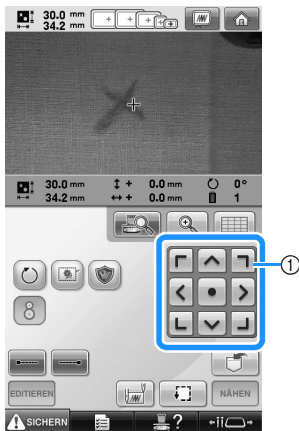 30.0 mm
34.2 mm
30.0 mm ↕ + 0.0 mm 0°
34.2 mm ↔ + 0.0 mm 1
8
1
EDITIEREN
NÄHEN
SICHERN
?